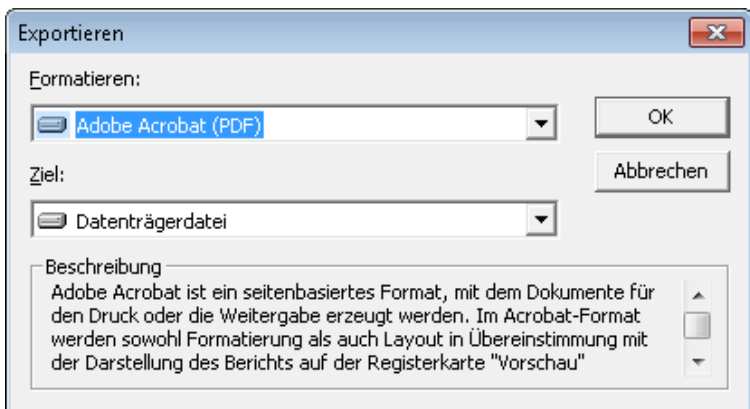 Exportieren
Formatieren:
Adobe Acrobat (PDF)
OK
Ziel:
Abbrechen
Datenträgerdatei
Beschreibung
Adobe Acrobat ist ein seitenbasiertes Format, mit dem Dokumente für
den Druck oder die Weitergabe erzeugt werden. Im Acrobat-Format
werden sowohl Formatierung als auch Layout in Übereinstimmung mit
der Darstellung des Berichts auf der Registerkarte "Vorschau"